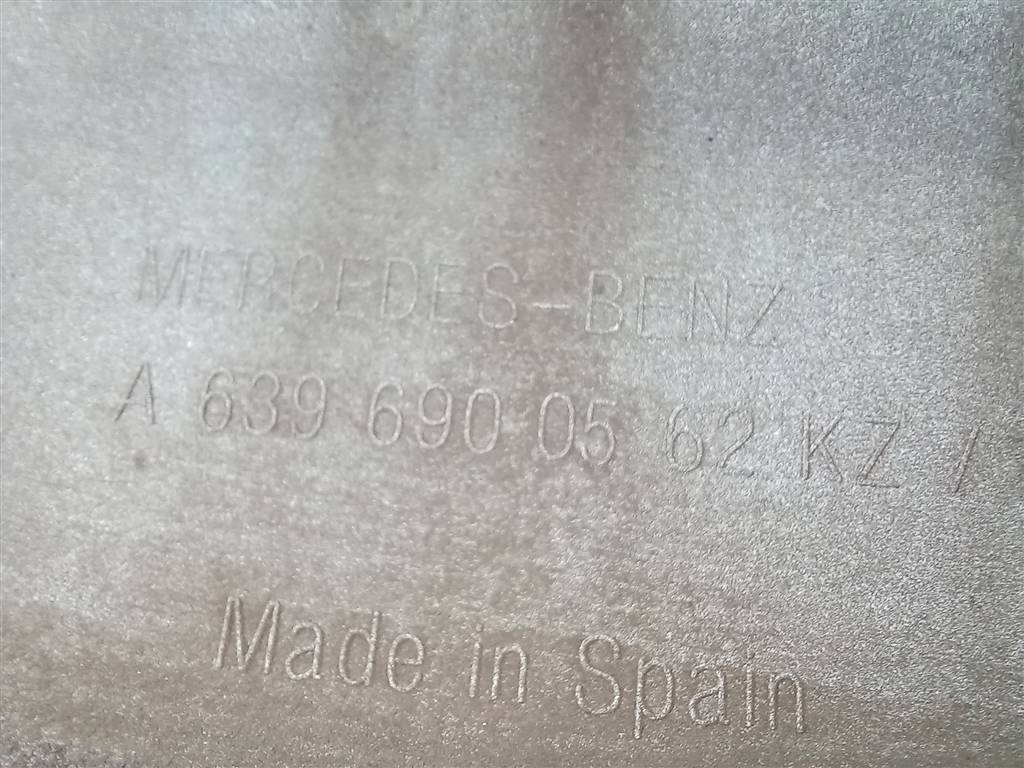 MERCEDES-BENZ
A 639 690 05 62 KZ /
Made in Spain